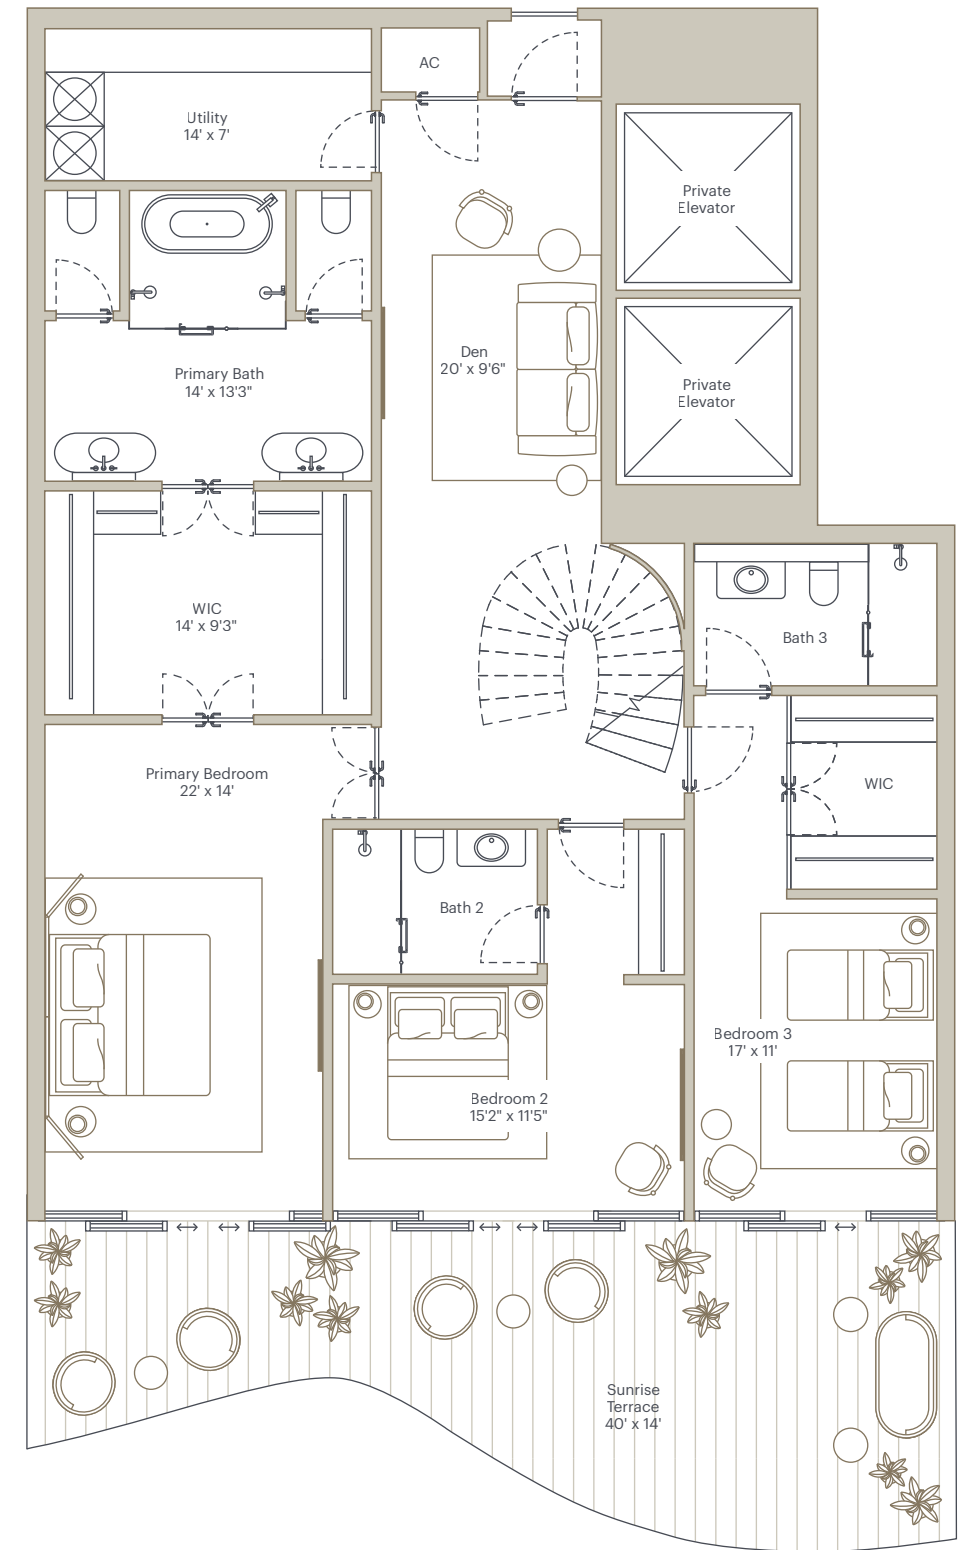 AC
Utility
14' x 7'
Private
Elevator
Den
20' x 9'6"
Primary Bath
14' x 13'3"
Private
Elevator
WIC
14' x 9'3"
Bath 3
Primary Bedroom
22' x 14'
WIC
Bath 2
Bedroom 3
17' x 11'
Bedroom 2
15'2" x 11'5"
Sunrise
Terrace
40' x 14'